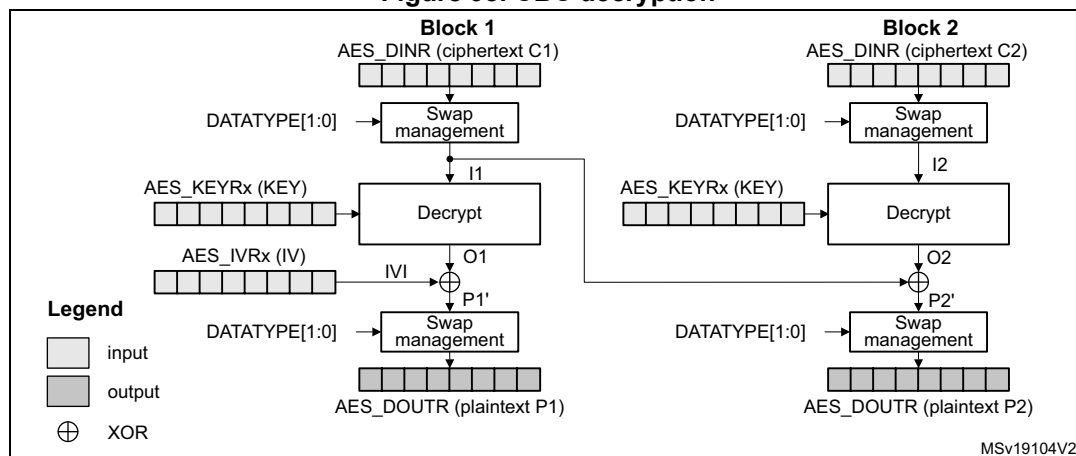 Block 1
AES_DINR (ciphertext C1)
DATATYPE[1:0]
Swap
management
I1
AES_KEYRx (KEY)
Decrypt
AES_IVRx (IV)
IVI
O1
P1'
DATATYPE[1:0]
Swap
management
AES_DOUTR (plaintext P1)
Block 2
AES_DINR (ciphertext C2)
DATATYPE[1:0]
Swap
management
I2
AES_KEYRx (KEY)
Decrypt
O2
P2'
DATATYPE[1:0]
Swap
management
AES_DOUTR (plaintext P2)
Legend
input
output
XOR
MSv19104V2